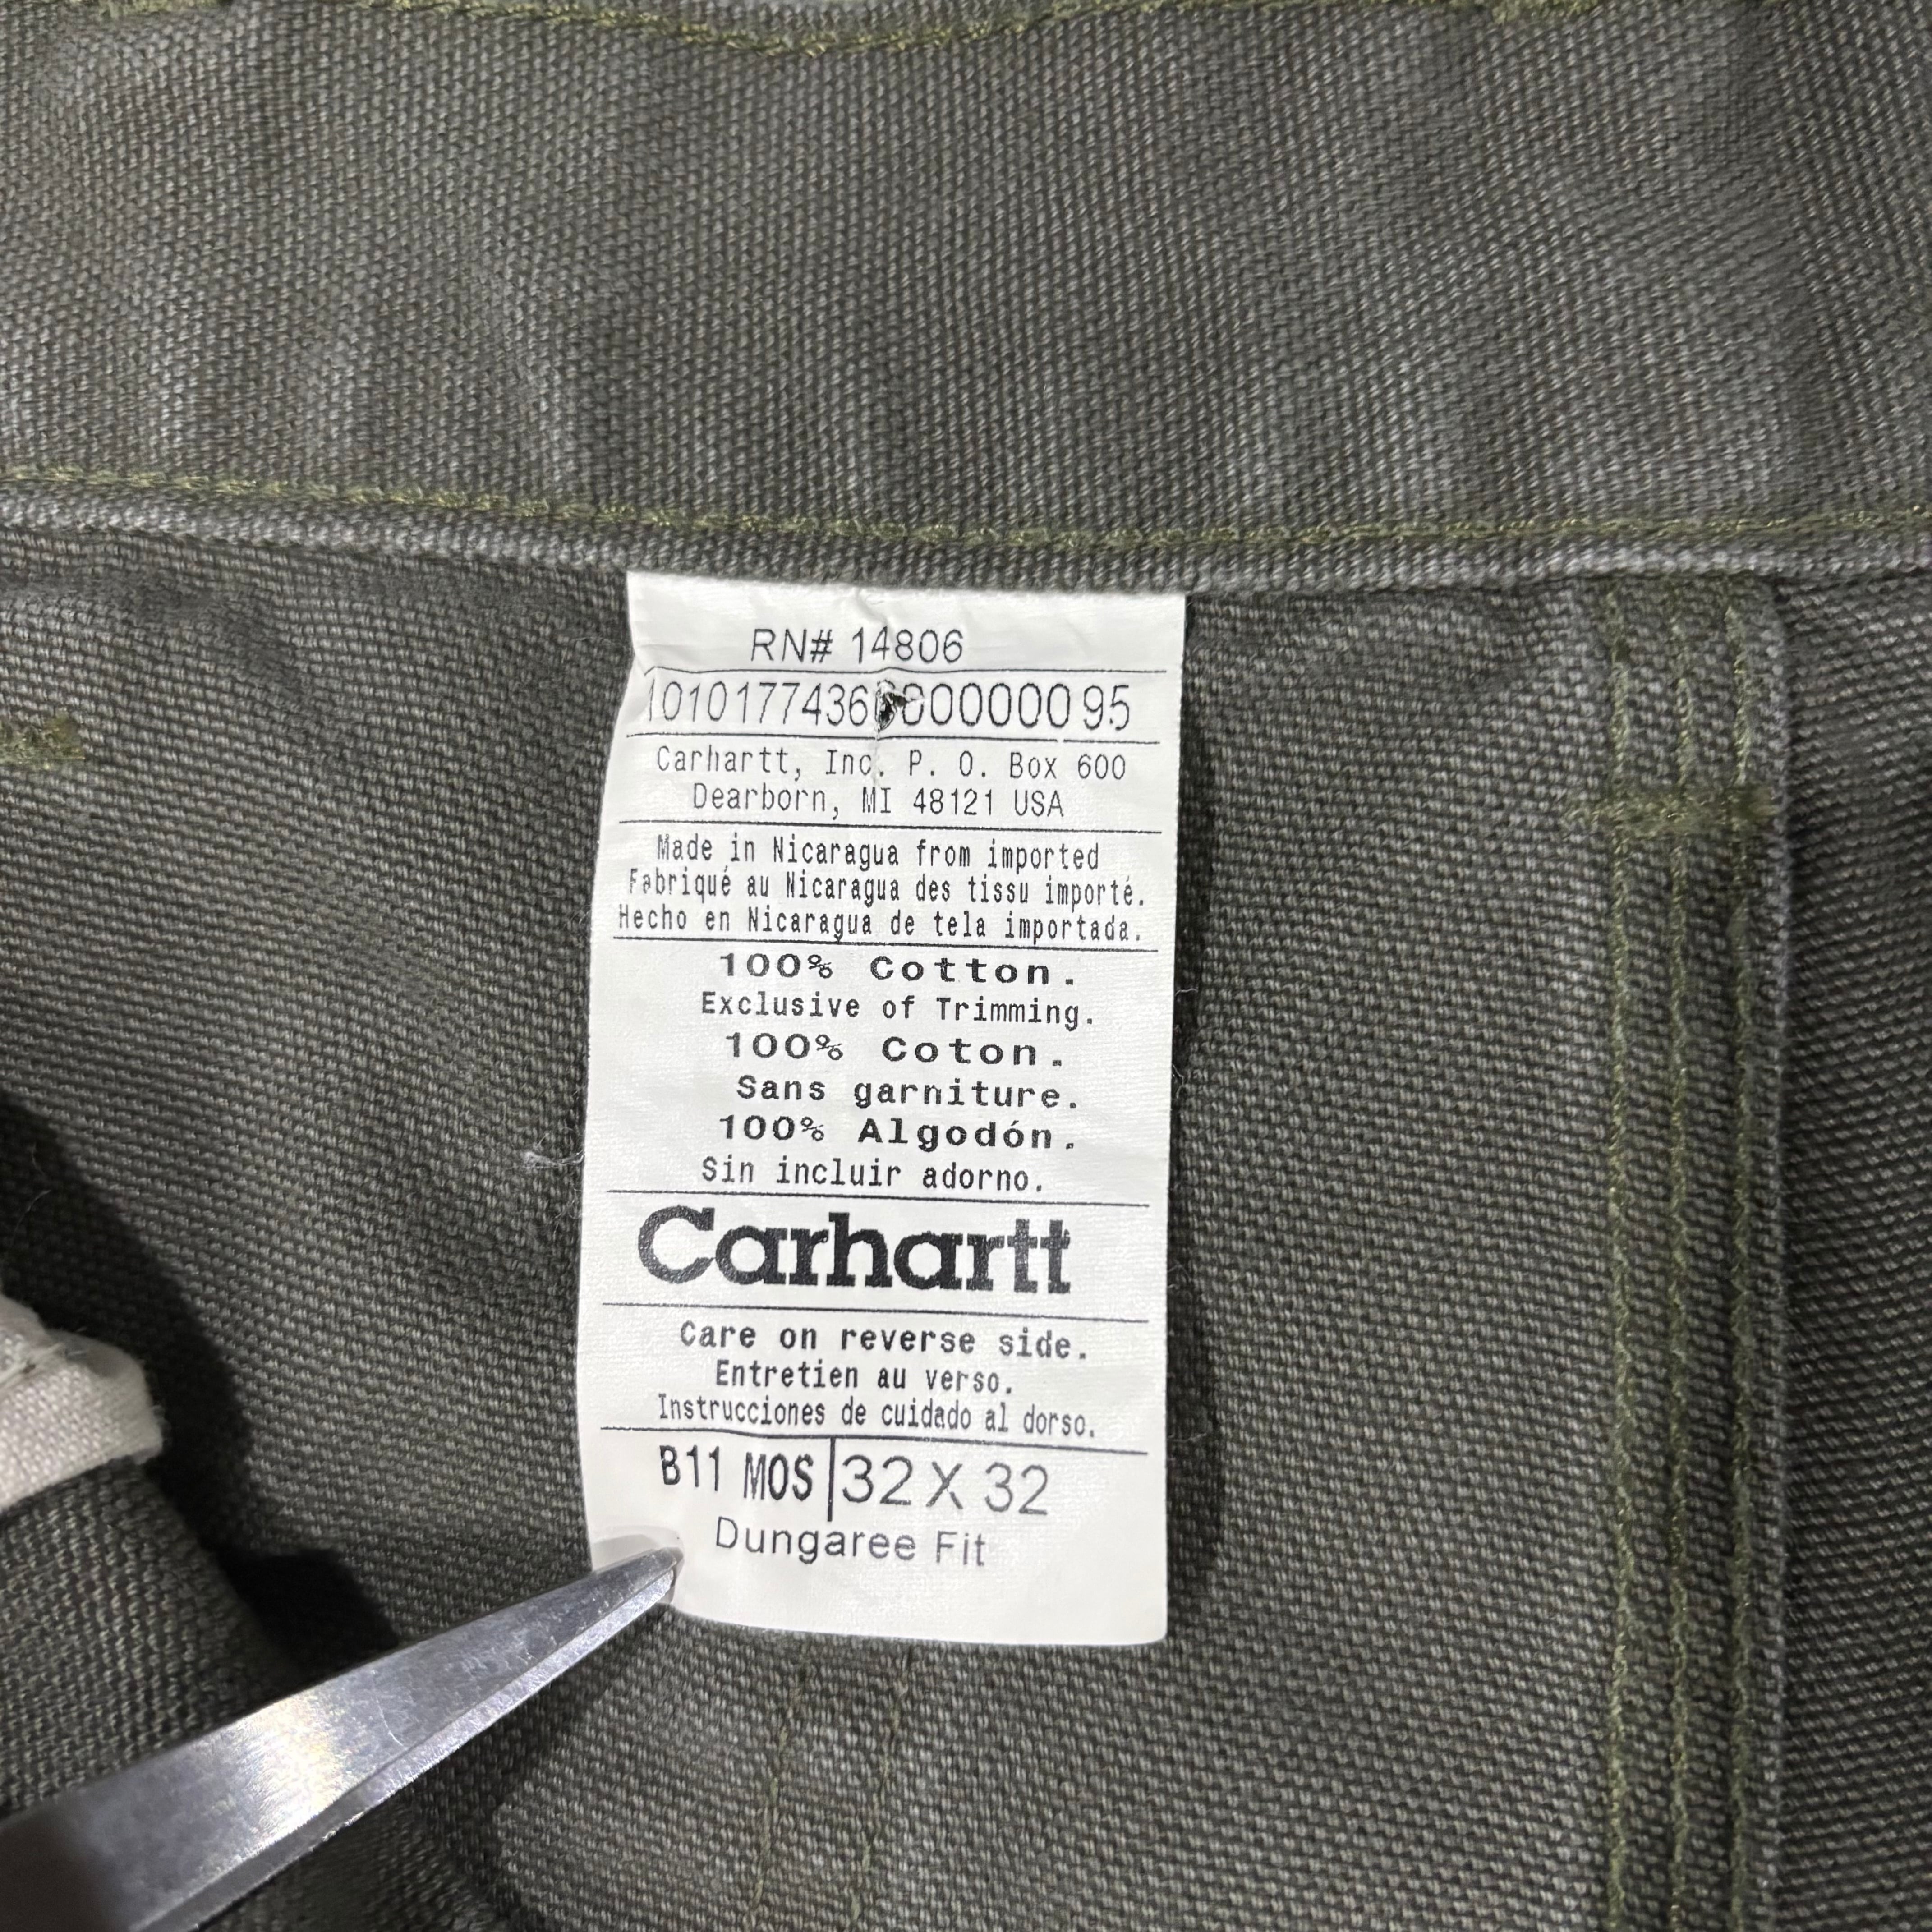 RN# 14806
Carhartt, Inc. P. O. Box 600
Dearborn, MI 48121 USA
Made in Nicaragua from imported
Fabriqué au Nicaragua des tissu importé.
Hecho en Nicaragua de tela importada.
100% Cotton.
Exclusive of Trimming.
100% Coton.
Sans garniture.
100% Algodón.
Sin incluir adorno.
Carhartt
Care on reverse side.
Entretien au verso.
Instrucciones de cuidado al dorso.
B11 MOS 32 X 32
Dungaree Fit